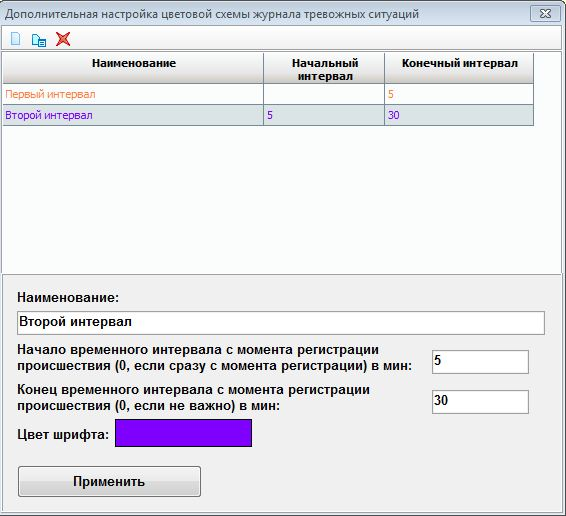 Дополнительная настройка цветовой схемы журнала тревожных ситуаций
Наименование
Начальный интервал
Конечный интервал
Первый интервал 5
Второй интервал 5 30
Наименование:
Второй интервал
Начало временного интервала с момента регистрации
происшествия (0, если сразу с момента регистрации) в мин:
5
Конец временного интервала с момента регистрации
происшествия (0, если не важно) в мин:
30
Цвет шрифта:
Применить